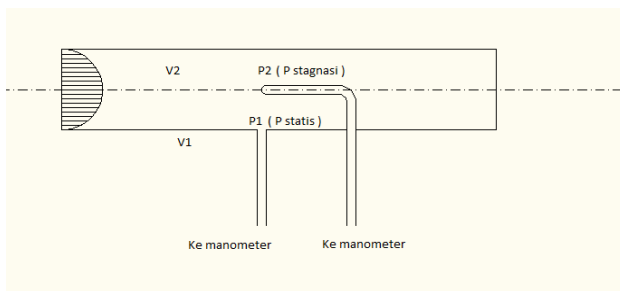 V2
P2 ( P stagnasi )
P1 ( P statis )
V1
Ke manometer
Ke manometer